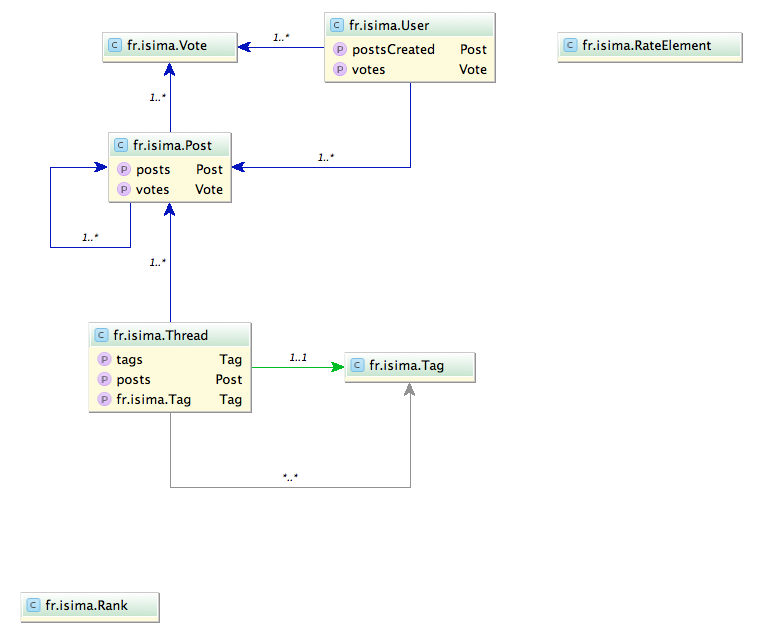 C fr.isima.User
P postsCreated Post
P votes Vote
C fr.isima.Vote
1..*
C fr.isima.RateElement
1..*
C fr.isima.Post
P posts Post
P votes Vote
1..*
1..*
1..*
C fr.isima.Thread
P tags Tag
P posts Post
P fr.isima.Tag Tag
1..1
C fr.isima.Tag
*..*
C fr.isima.Rank